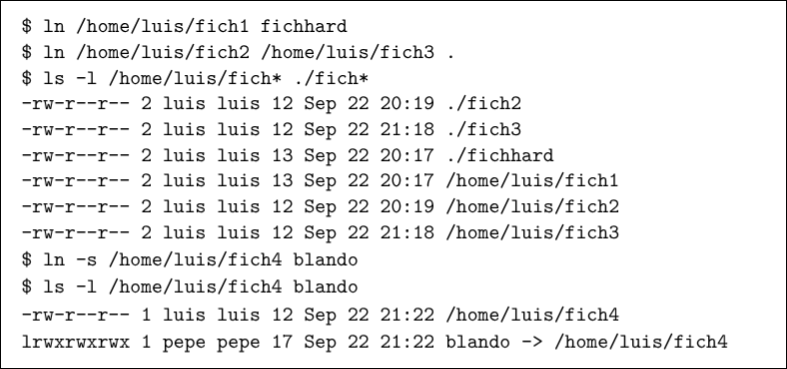 $ ln /home/luis/fich1 fichhard
$ ln /home/luis/fich2 /home/luis/fich3 .
$ ls -l /home/luis/fich* ./fich*
-rw-r--r-- 2 luis luis 12 Sep 22 20:19 ./fich2
-rw-r--r-- 2 luis luis 12 Sep 22 21:18 ./fich3
-rw-r--r-- 2 luis luis 13 Sep 22 20:17 ./fichhard
-rw-r--r-- 2 luis luis 13 Sep 22 20:17 /home/luis/fich1
-rw-r--r-- 2 luis luis 12 Sep 22 20:19 /home/luis/fich2
-rw-r--r-- 2 luis luis 12 Sep 22 21:18 /home/luis/fich3
$ ln -s /home/luis/fich4 blando
$ ls -l /home/luis/fich4 blando
-rw-r--r-- 1 luis luis 12 Sep 22 21:22 /home/luis/fich4
lrwxrwxrwx 1 pepe pepe 17 Sep 22 21:22 blando -> /home/luis/fich4